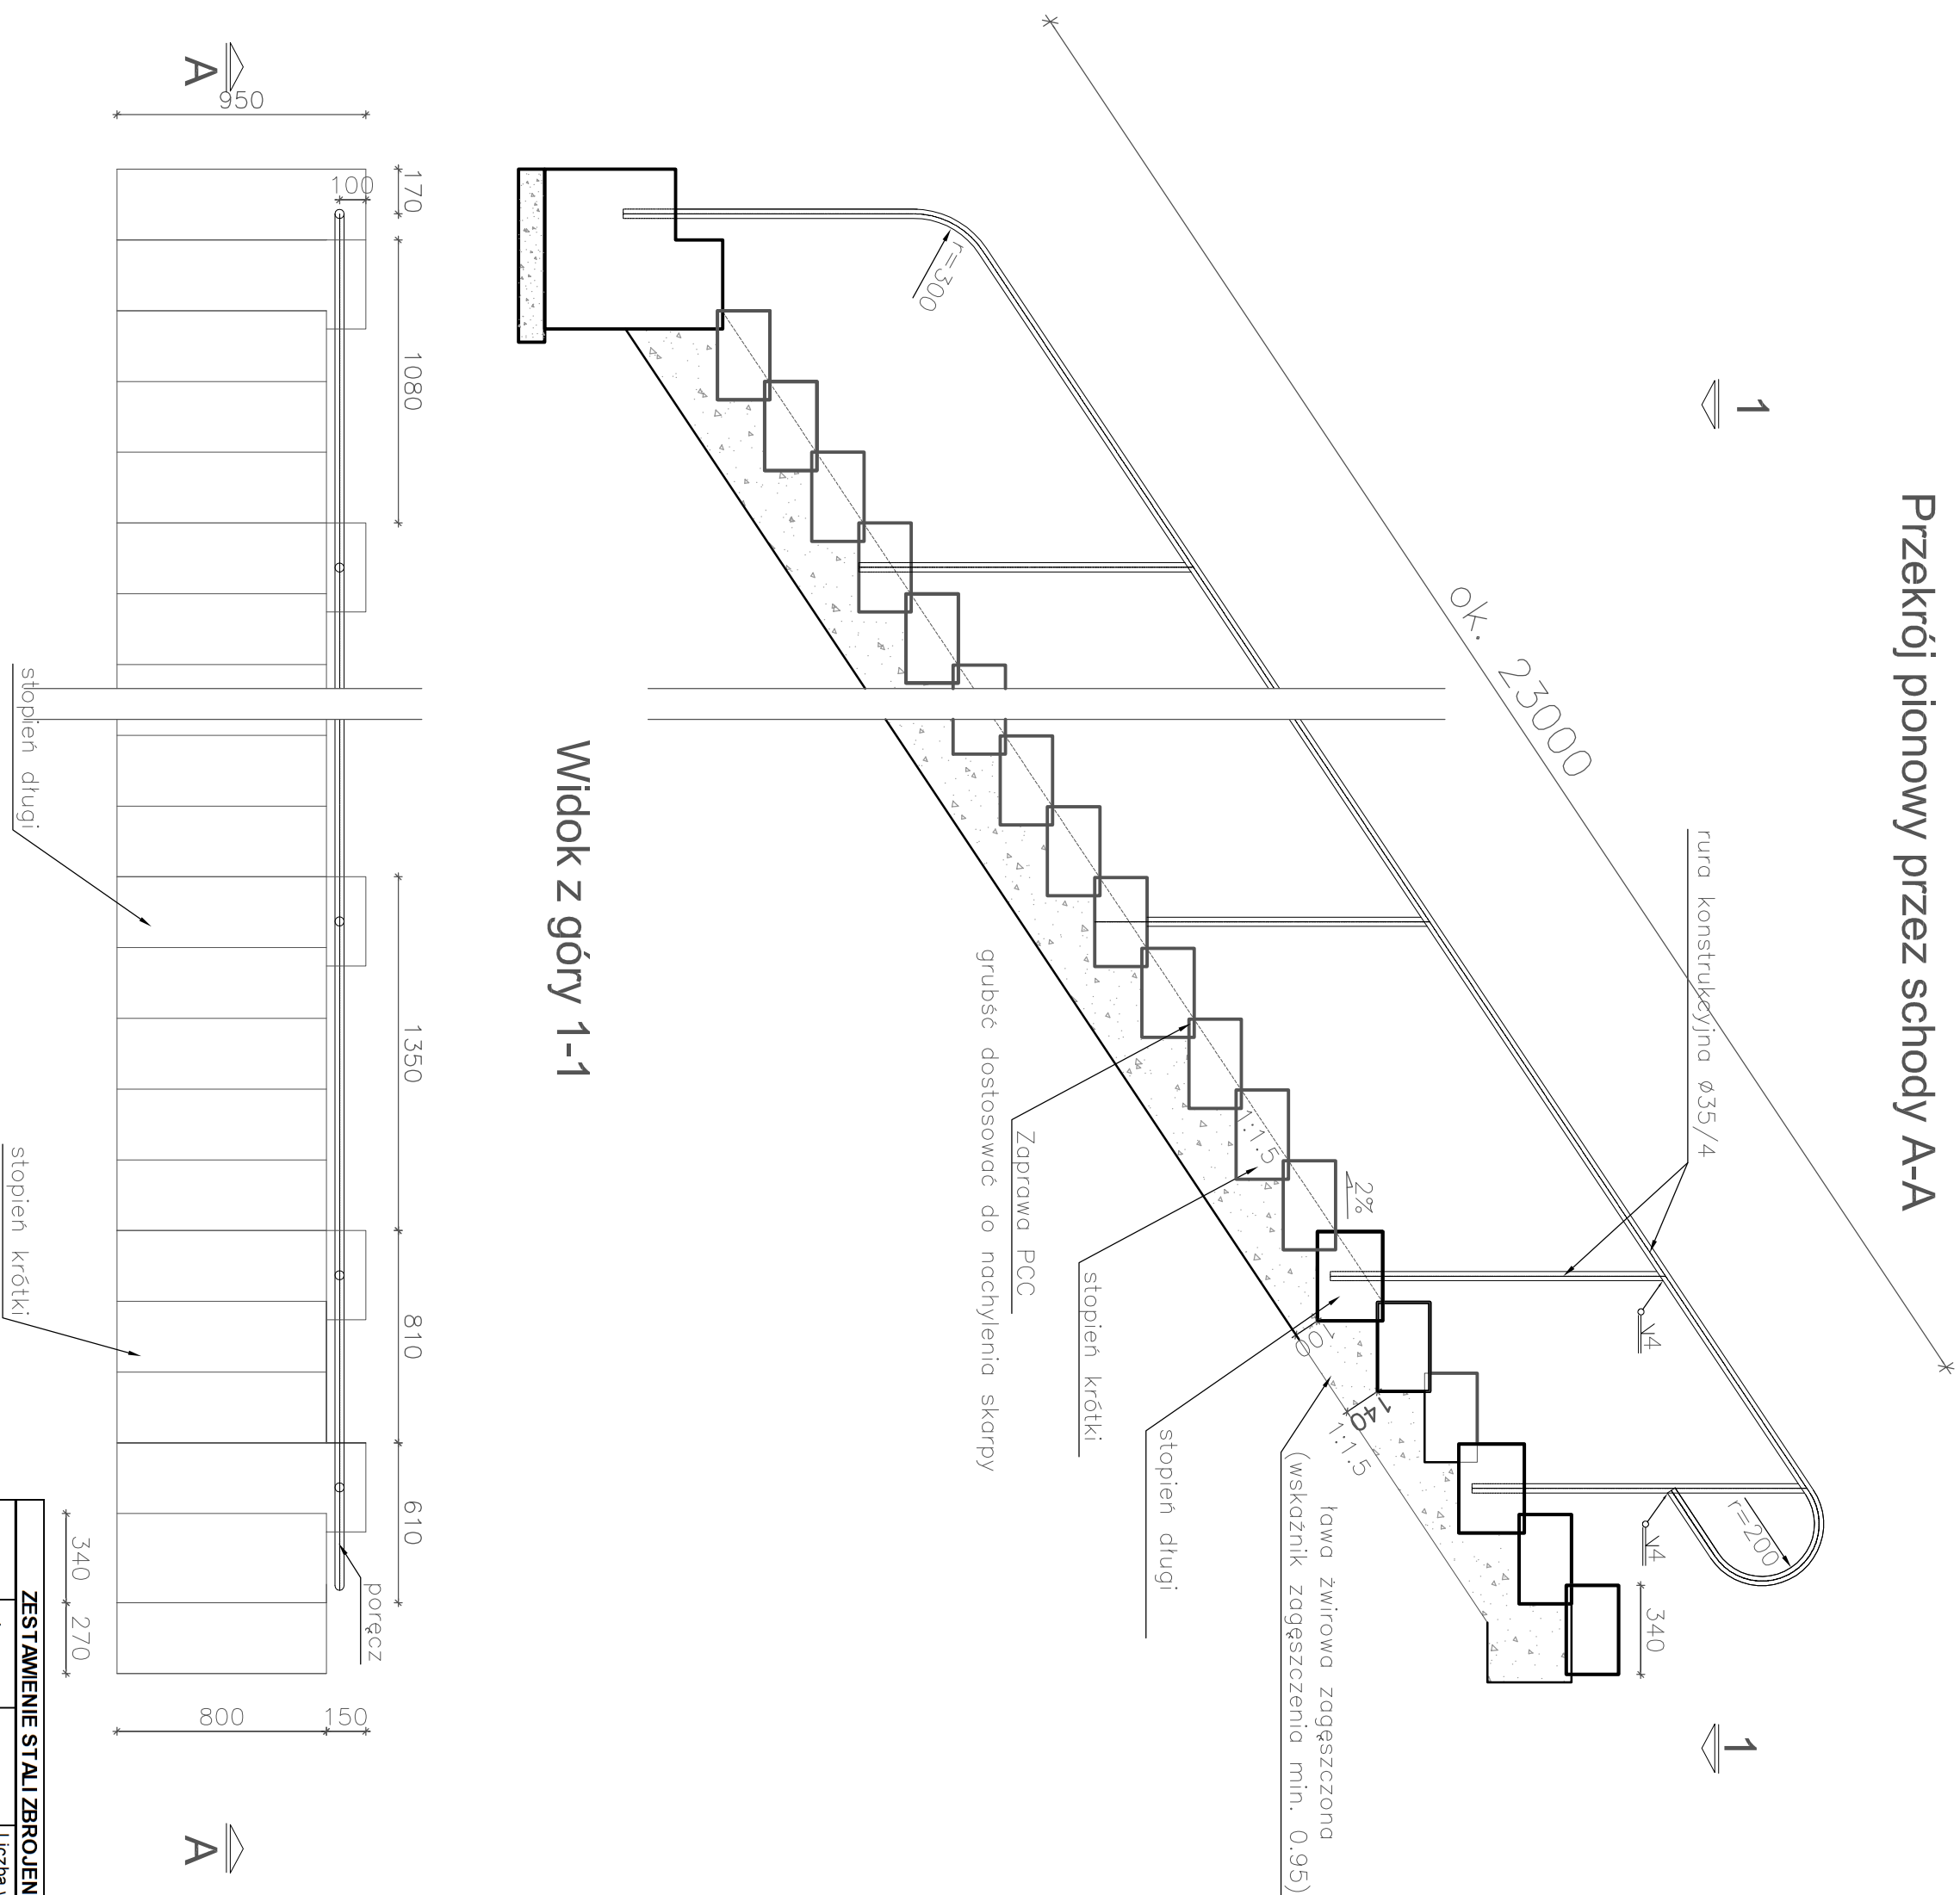 Przekrój pionowy przez schody A-A
1
1
ok. 23000
rura konstrukcyjna Ø35/4
r=300
r=200
V4
V4
340
2%
1:1.5
1:1.5
100
140
ława żwirowa zagęszczona
(wskaźnik zagęszczenia min. 0.95)
stopień długi
stopień krótki
Zaprawa PCC
grubść dostosować do nachylenia skarpy
Widok z góry 1-1
170
1080
1350
810
610
100
950
poręcz
800
150
340
270
A
A
stopień długi
stopień krótki
ZESTAWIENIE STALI ZBROJEN